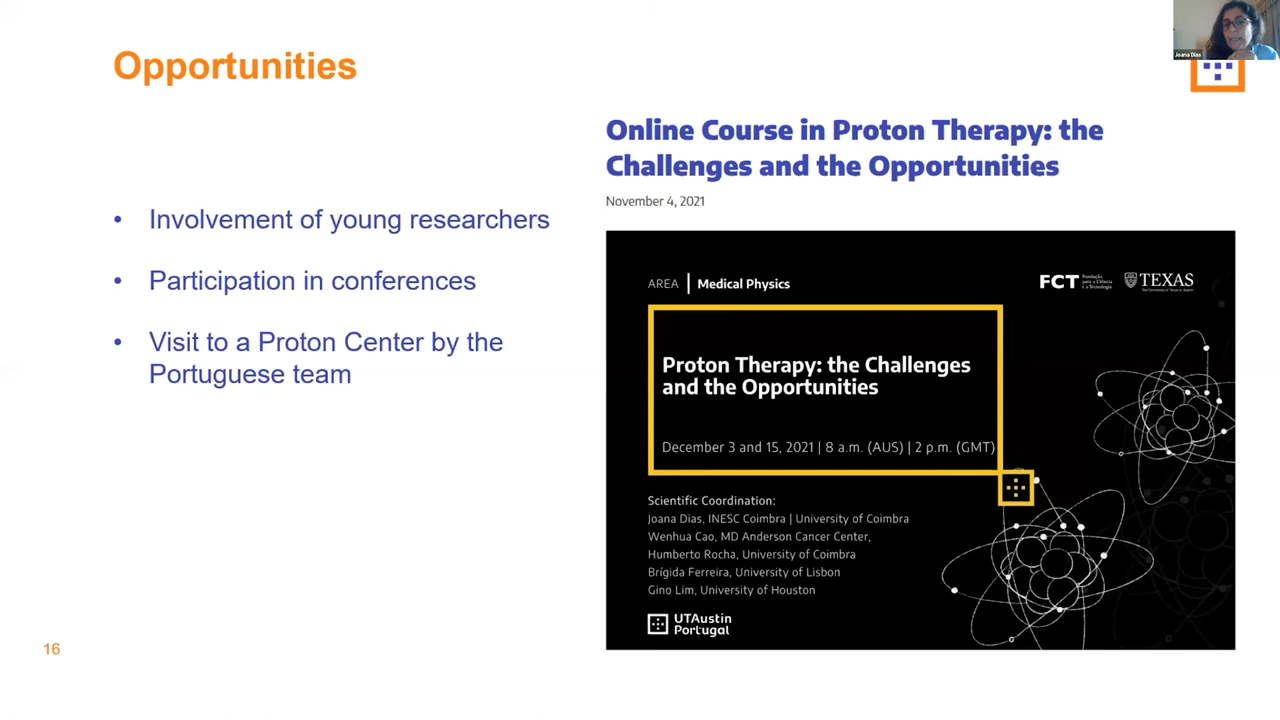 Opportunities
Joana Dias
• Involvement of young researchers
• Participation in conferences
• Visit to a Proton Center by the
Portuguese team
Online Course in Proton Therapy: the
Challenges and the Opportunities
November 4, 2021
AREA | Medical Physics
FCT Fundação
para a Ciência
e a Tecnologia
TEXAS
The University of Texas at Austin
Proton Therapy: the Challenges
and the Opportunities
December 3 and 15, 2021 | 8 a.m. (AUS) | 2 p.m. (GMT)
Scientific Coordination:
Joana Dias, INESC Coimbra | University of Coimbra
Wenhua Cao, MD Anderson Cancer Center,
Humberto Rocha, University of Coimbra
Brígida Ferreira, University of Lisbon
Gino Lim, University of Houston
UTAustin
Portugal
16